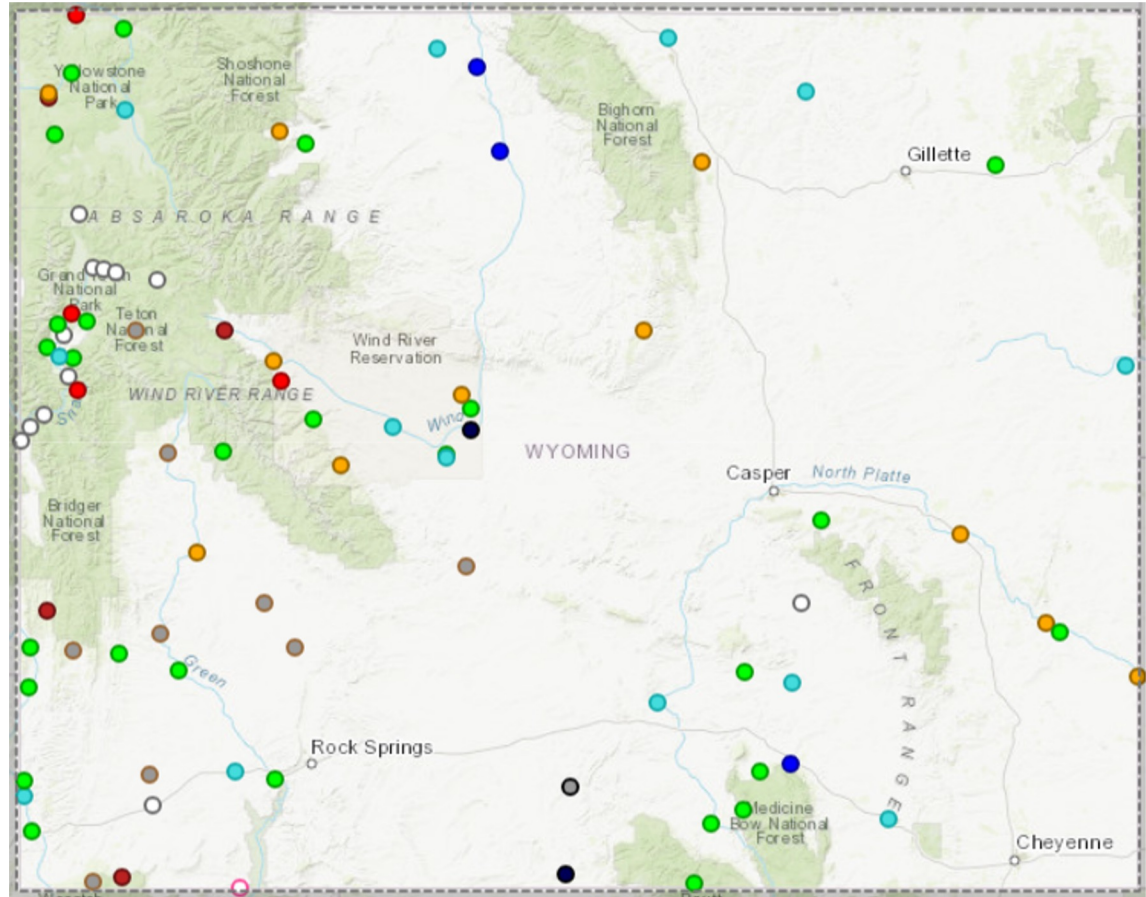 Yellowstone
National
Park
Shoshone
National
Forest
Bighorn
National
Forest
Gillette
ABSAROKA RANGE
Grand Teton
National
Park
Teton
National
Forest
Wind River
Reservation
WIND RIVER RANGE
Wind
WYOMING
Casper
North Platte
Bridger
National
Forest
FRONT RANGE
Green
Rock Springs
Medicine
Bow National
Forest
Cheyenne